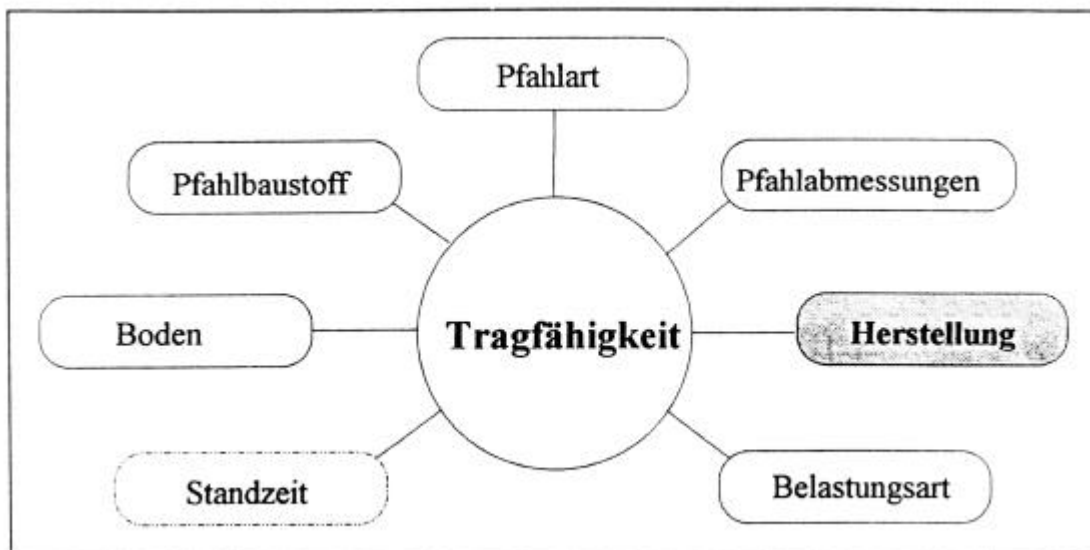 Pfahlart
Pfahlbaustoff
Pfahlabmessungen
Boden
Tragfähigkeit
Herstellung
Standzeit
Belastungsart